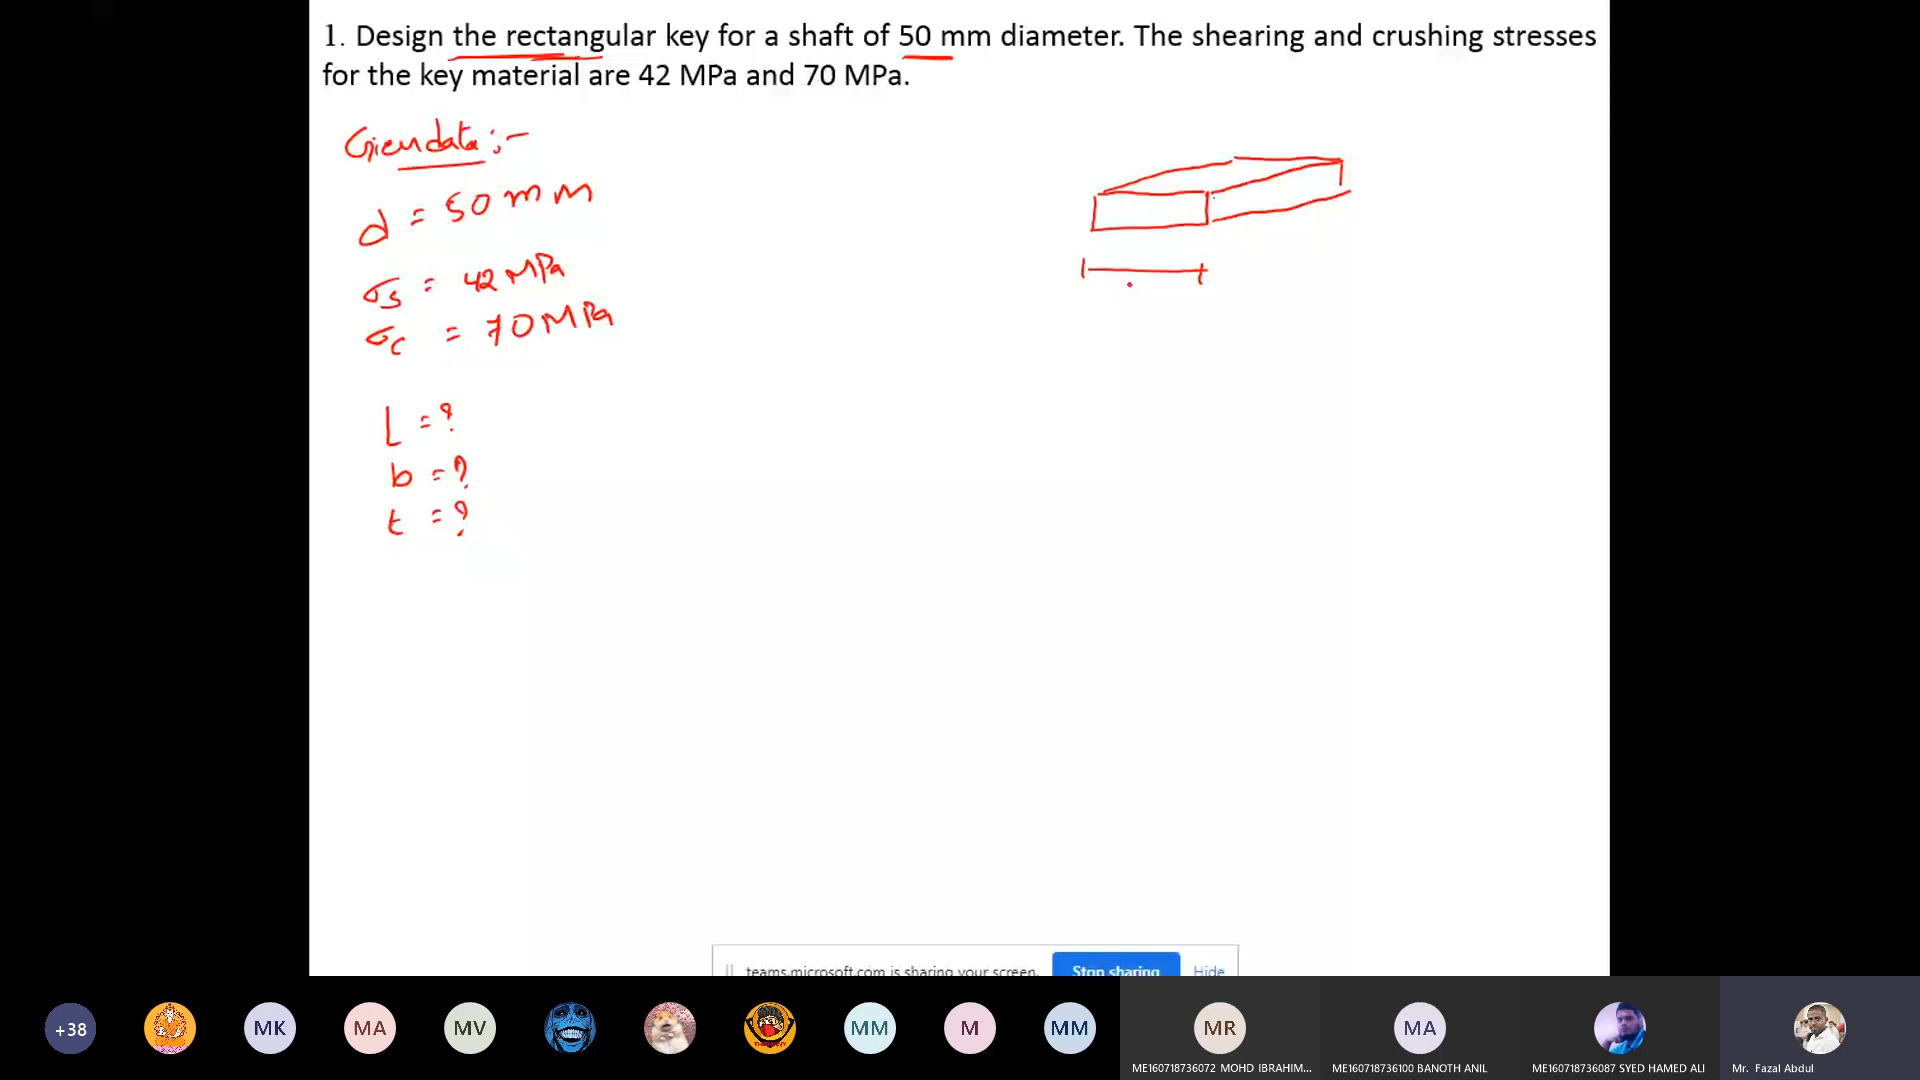 1. Design the rectangular key for a shaft of 50 mm diameter. The shearing and crushing stresses
for the key material are 42 MPa and 70 MPa.
Given data :-
d = 50 mm
σs = 42 MPa
σc = 70 MPa
L = ?
b = ?
t = ?
teams.microsoft.com is sharing your screen.
Stop sharing
Hide
+38
MK
MA
MV
MM
M
MM
MR
MA
ME160718736072 MOHD IBRAHIM...
ME160718736100 BANOTH ANIL
ME160718736087 SYED HAMED ALI
Mr. Fazal Abdul